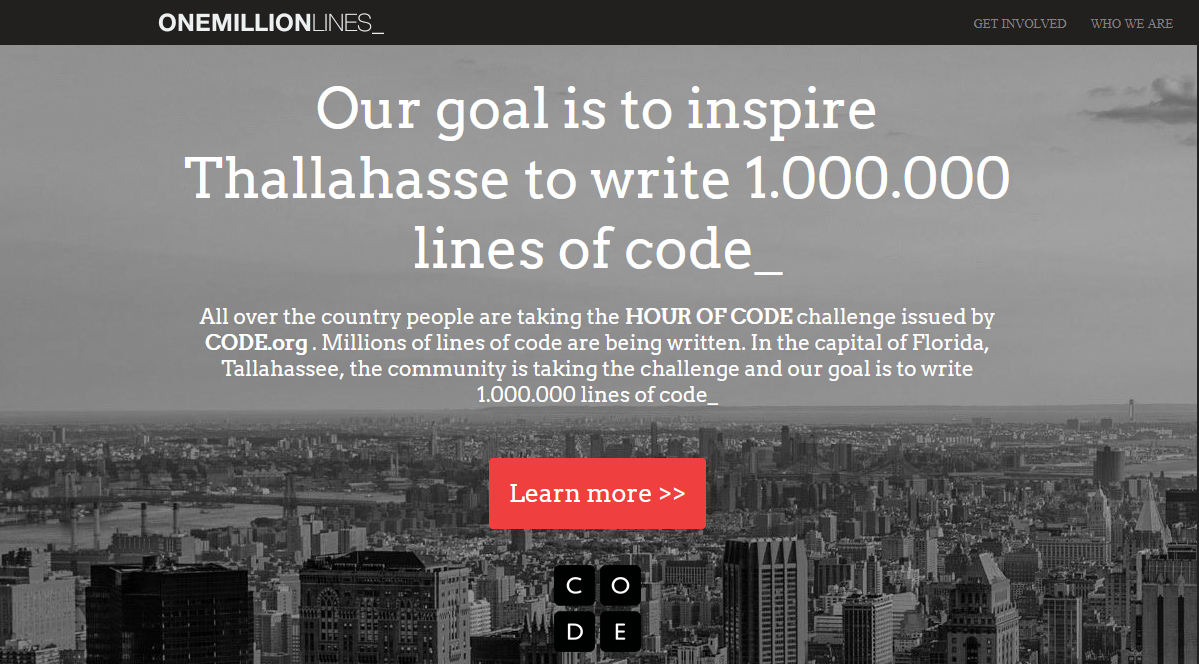 ONEMILLIONLINES_
GET INVOLVED
WHO WE ARE
Our goal is to inspire
Thallahasse to write 1.000.000
lines of code_
All over the country people are taking the HOUR OF CODE challenge issued by
CODE.org . Millions of lines of code are being written. In the capital of Florida,
Tallahassee, the community is taking the challenge and our goal is to write
1.000.000 lines of code_
Learn more >>
C O
D E